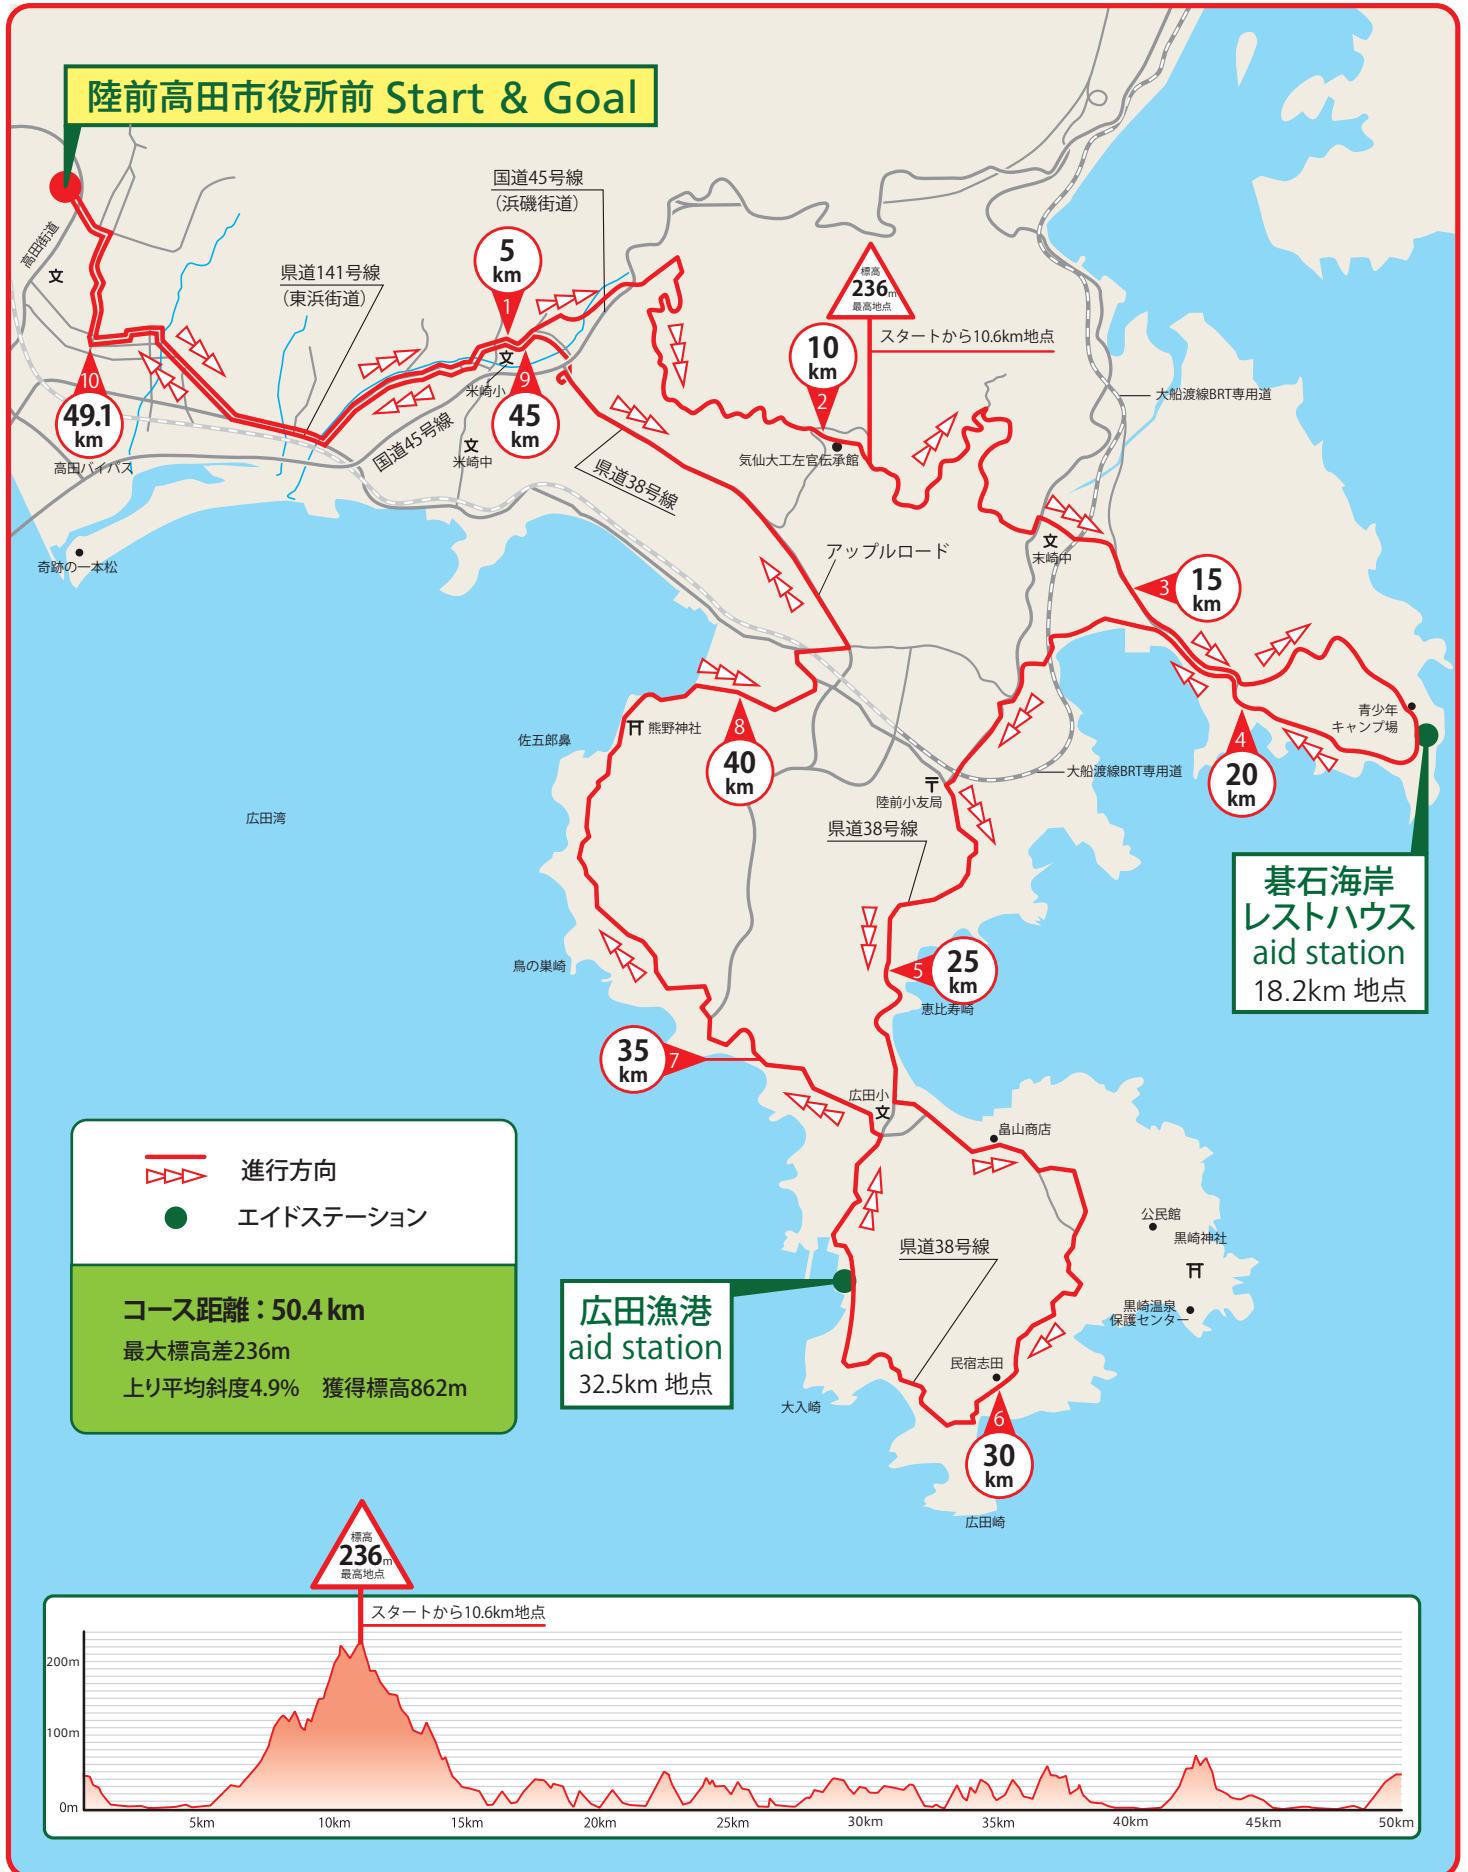 陸前高田市役所前 Start & Goal
国道45号線
（浜磯街道）
高田街道
文
県道141号線
（東浜街道）
5
km
1
標高
236m
最高地点
スタートから10.6km地点
10
km
2
大船渡線BRT専用道
文
米崎小
9
45
km
10
49.1
km
高田バイパス
国道45号線
文
米崎中
県道38号線
気仙大工左官伝承館
奇跡の一本松
アップルロード
文
末崎中
3
15
km
熊野神社
佐五郎鼻
8
40
km
青少年
キャンプ場
4
20
km
大船渡線BRT専用道
陸前小友局
県道38号線
広田湾
碁石海岸
レストハウス
aid station
18.2km 地点
鳥の巣崎
5
25
km
恵比寿崎
35
km
7
広田小
文
畠山商店
進行方向
エイドステーション
公民館
黒崎神社
県道38号線
黒崎温泉
保護センター
コース距離：50.4 km
最大標高差236m
上り平均斜度4.9%　獲得標高862m
広田漁港
aid station
32.5km 地点
民宿志田
大入崎
6
30
km
広田崎
標高
236m
最高地点
スタートから10.6km地点
200m
100m
0m
5km 10km 15km 20km 25km 30km 35km 40km 45km 50km